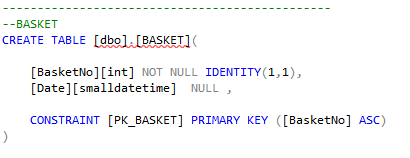 --------------------------------------------------
--BASKET
CREATE TABLE [dbo].[BASKET](
[BasketNo][int] NOT NULL IDENTITY(1,1),
[Date][smalldatetime]  NULL ,
CONSTRAINT [PK_BASKET] PRIMARY KEY ([BasketNo] ASC)
)